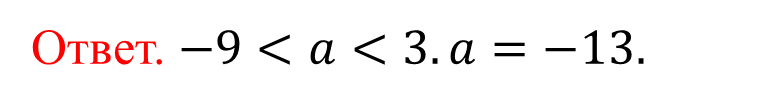 Ответ. −9 < a < 3. a = −13.